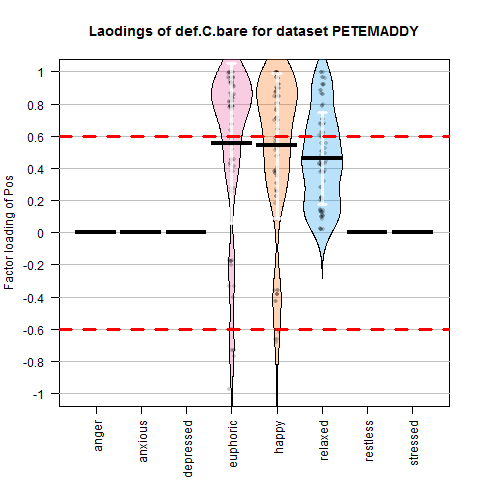 Laodings of def.C.bare for dataset PETEMADDY
Factor loading of Pos
1
0.8
0.6
0.4
0.2
0
-0.2
-0.4
-0.6
-0.8
-1
anger
anxious
depressed
euphoric
happy
relaxed
restless
stressed